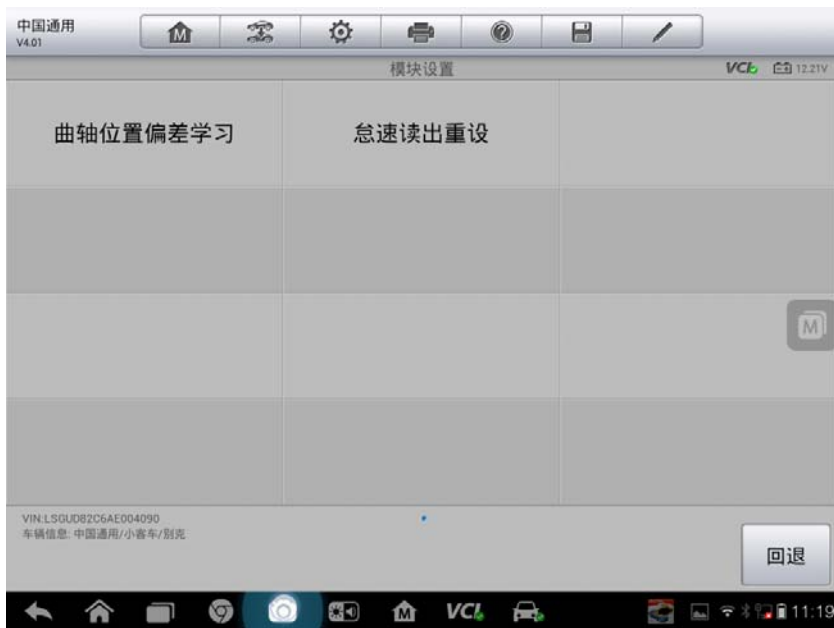 中国通用
V4.01
M
模块设置
VCI
12.21V
曲轴位置偏差学习
怠速读出重设
M
VIN:LSGUD82C6AE004090
车辆信息: 中国通用/小客车/别克
回退
M
VCI
11:19